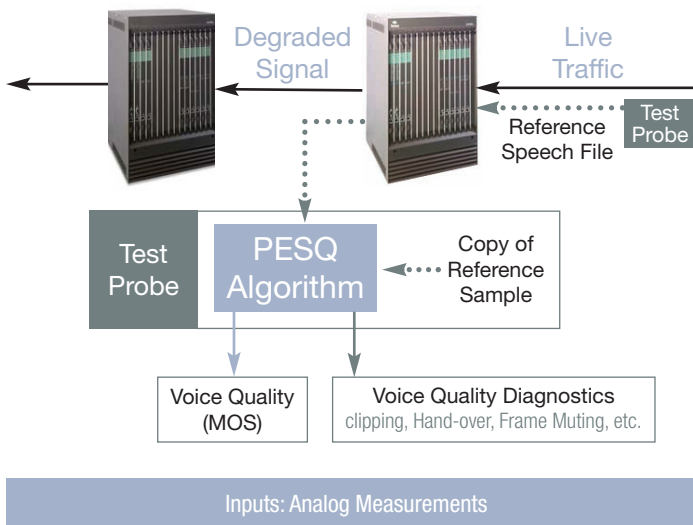 Degraded
Signal
Live
Traffic
Reference
Speech File
Test
Probe
Test
Probe
PESQ
Algorithm
Copy of
Reference
Sample
Voice Quality
(MOS)
Voice Quality Diagnostics
clipping, Hand-over, Frame Muting, etc.
Inputs: Analog Measurements